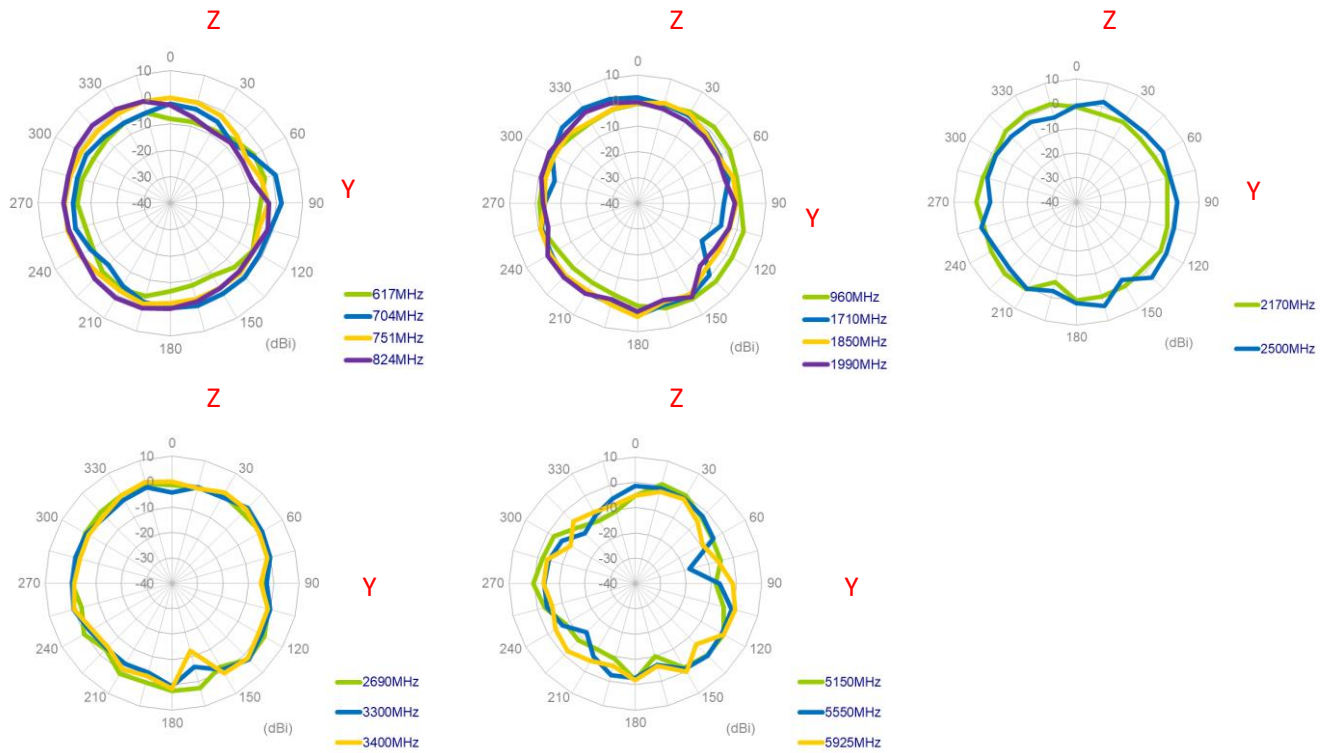 Z
0
30
60
90
120
150
180
210
240
270
300
330
10
0
-10
-20
-30
-40
Y
(dBi)
617MHz
704MHz
751MHz
824MHz
Z
0
30
60
90
120
150
180
210
240
270
300
330
10
0
-10
-20
-30
-40
Y
(dBi)
960MHz
1710MHz
1850MHz
1990MHz
Z
0
30
60
90
120
150
180
210
240
270
300
330
10
0
-10
-20
-30
-40
Y
(dBi)
2170MHz
2500MHz
Z
0
30
60
90
120
150
180
210
240
270
300
330
10
0
-10
-20
-30
-40
Y
(dBi)
2690MHz
3300MHz
3400MHz
Z
0
30
60
90
120
150
180
210
240
270
300
330
10
0
-10
-20
-30
-40
Y
(dBi)
5150MHz
5550MHz
5925MHz